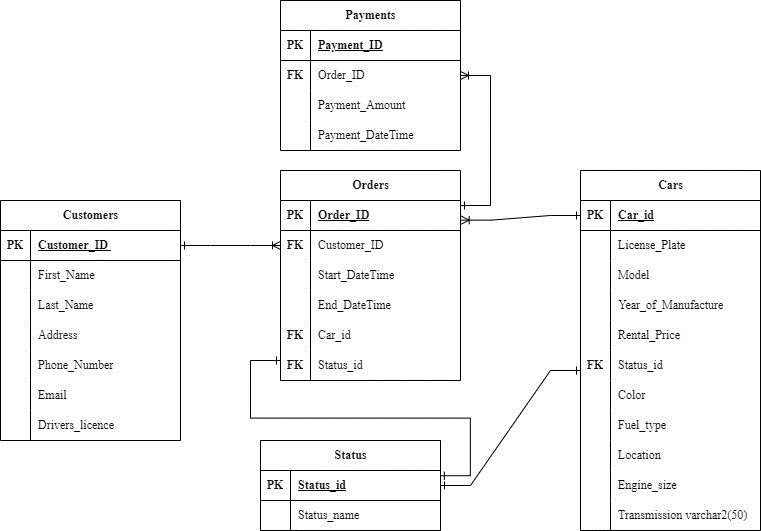 Payments
PK Payment_ID
FK Order_ID
Payment_Amount
Payment_DateTime
Orders
PK Order_ID
FK Customer_ID
Start_DateTime
End_DateTime
FK Car_id
FK Status_id
Cars
PK Car_id
License_Plate
Model
Year_of_Manufacture
Rental_Price
FK Status_id
Color
Fuel_type
Location
Engine_size
Transmission varchar2(50)
Customers
PK Customer_ID
First_Name
Last_Name
Address
Phone_Number
Email
Drivers_licence
Status
PK Status_id
Status_name